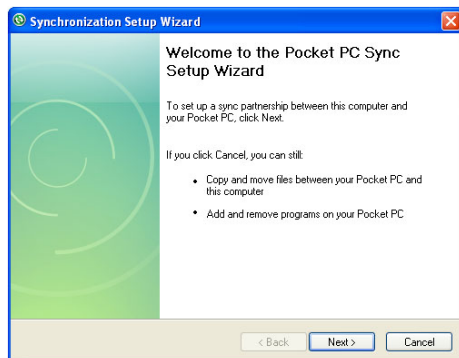 Synchronization Setup Wizard
Welcome to the Pocket PC Sync
Setup Wizard
To set up a sync partnership between this computer and
your Pocket PC, click Next.
If you click Cancel, you can still:
• Copy and move files between your Pocket PC and
this computer
• Add and remove programs on your Pocket PC
< Back Next > Cancel